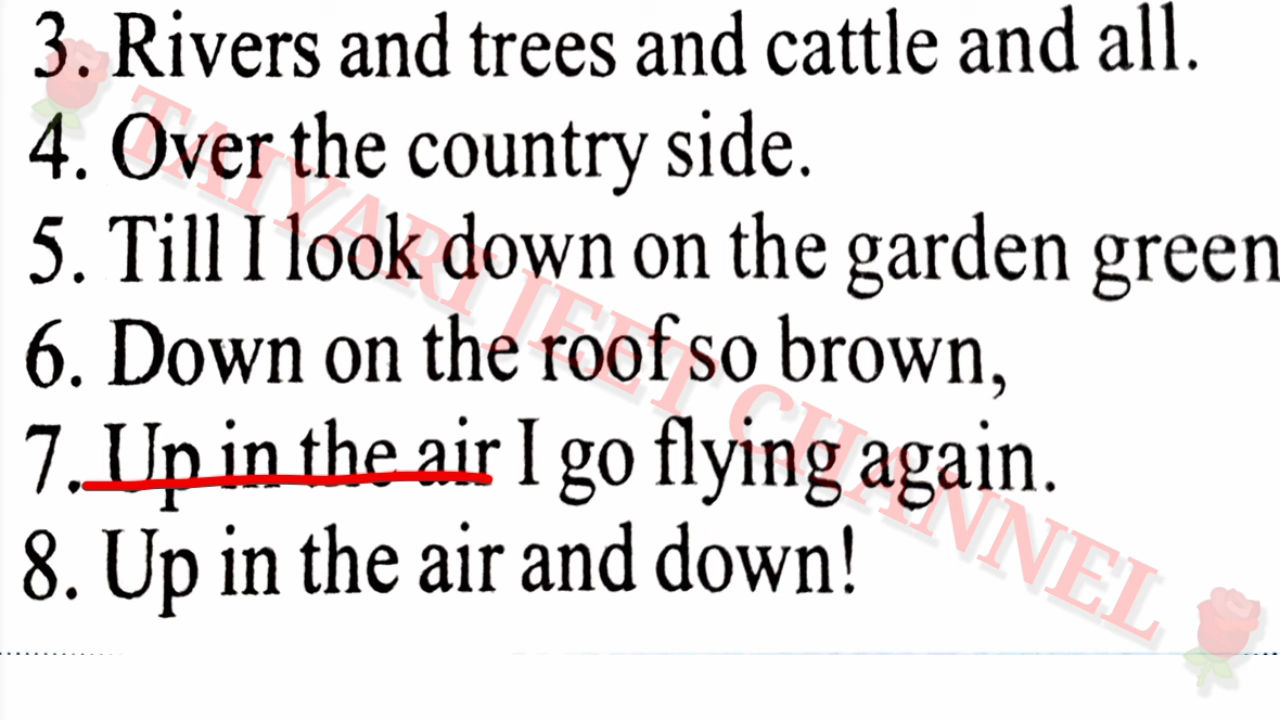 3. Rivers and trees and cattle and all.
4. Over the country side.
5. Till I look down on the garden green
6. Down on the roof so brown,
7. Up in the air I go flying again.
8. Up in the air and down!
TAIYARI JEET CHANNEL